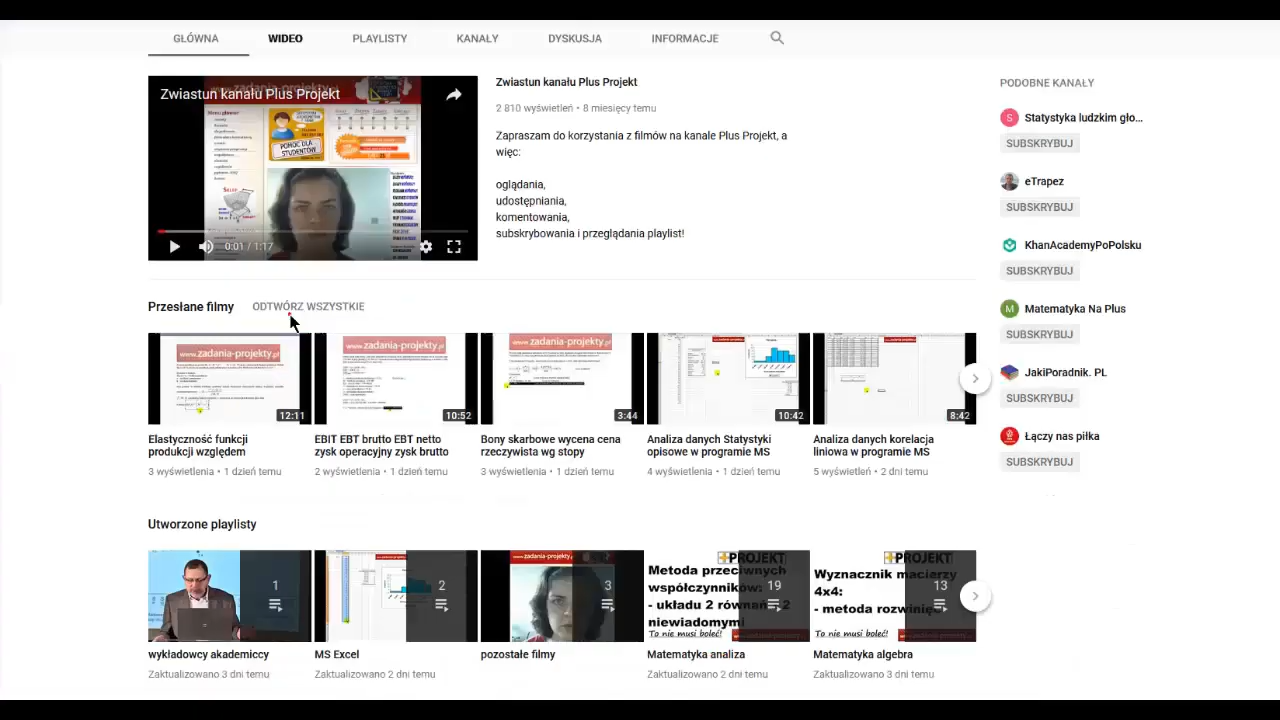 GŁÓWNA
WIDEO
PLAYLISTY
KANAŁY
DYSKUSJA
INFORMACJE
Zwiastun kanału Plus Projekt
POMOC DLA
STUDENTÓW
0:01 / 1:17
Zwiastun kanału Plus Projekt
2 810 wyświetleń • 8 miesięcy temu
Zapraszam do korzystania z filmów na kanale Plus Projekt, a
więc:
oglądania,
udostępniania,
komentowania,
subskrybowania i przeglądania playlist!
Przesłane filmy
ODTWÓRZ WSZYSTKIE
www.zadania-projekty.pl
12:11
Elastyczność funkcji
produkcji względem
3 wyświetlenia • 1 dzień temu
www.zadania-projekty.pl
10:52
EBIT EBT brutto EBT netto
zysk operacyjny zysk brutto
2 wyświetlenia • 1 dzień temu
www.zadania-projekty.pl
3:44
Bony skarbowe wycena cena
rzeczywista wg stopy
3 wyświetlenia • 1 dzień temu
10:42
Analiza danych Statystyki
opisowe w programie MS
4 wyświetlenia • 1 dzień temu
8:42
Analiza danych korelacja
liniowa w programie MS
5 wyświetleń • 2 dni temu
Utworzone playlisty
1
wykładowcy akademiccy
Zaktualizowano 3 dni temu
2
MS Excel
Zaktualizowano 2 dni temu
3
pozostałe filmy
PROJEKT
Metoda przeciwnych
współczynników:
- układu 2 równań 2
niewiadomymi
To nie musi boleć!
19
Matematyka analiza
Zaktualizowano 2 dni temu
PROJEKT
Wyznacznik macierzy
4x4:
- metoda rozwinię
To nie musi boleć!
13
Matematyka algebra
Zaktualizowano 3 dni temu
PODOBNE KANAŁY
S
Statystyka ludzkim gło...
SUBSKRYBUJ
eTrapez
SUBSKRYBUJ
KhanAcademyPoPolsku
SUBSKRYBUJ
M
Matematyka Na Plus
SUBSKRYBUJ
JakiPoradnik. PL
SUBSKRYBUJ
Łączy nas piłka
SUBSKRYBUJ